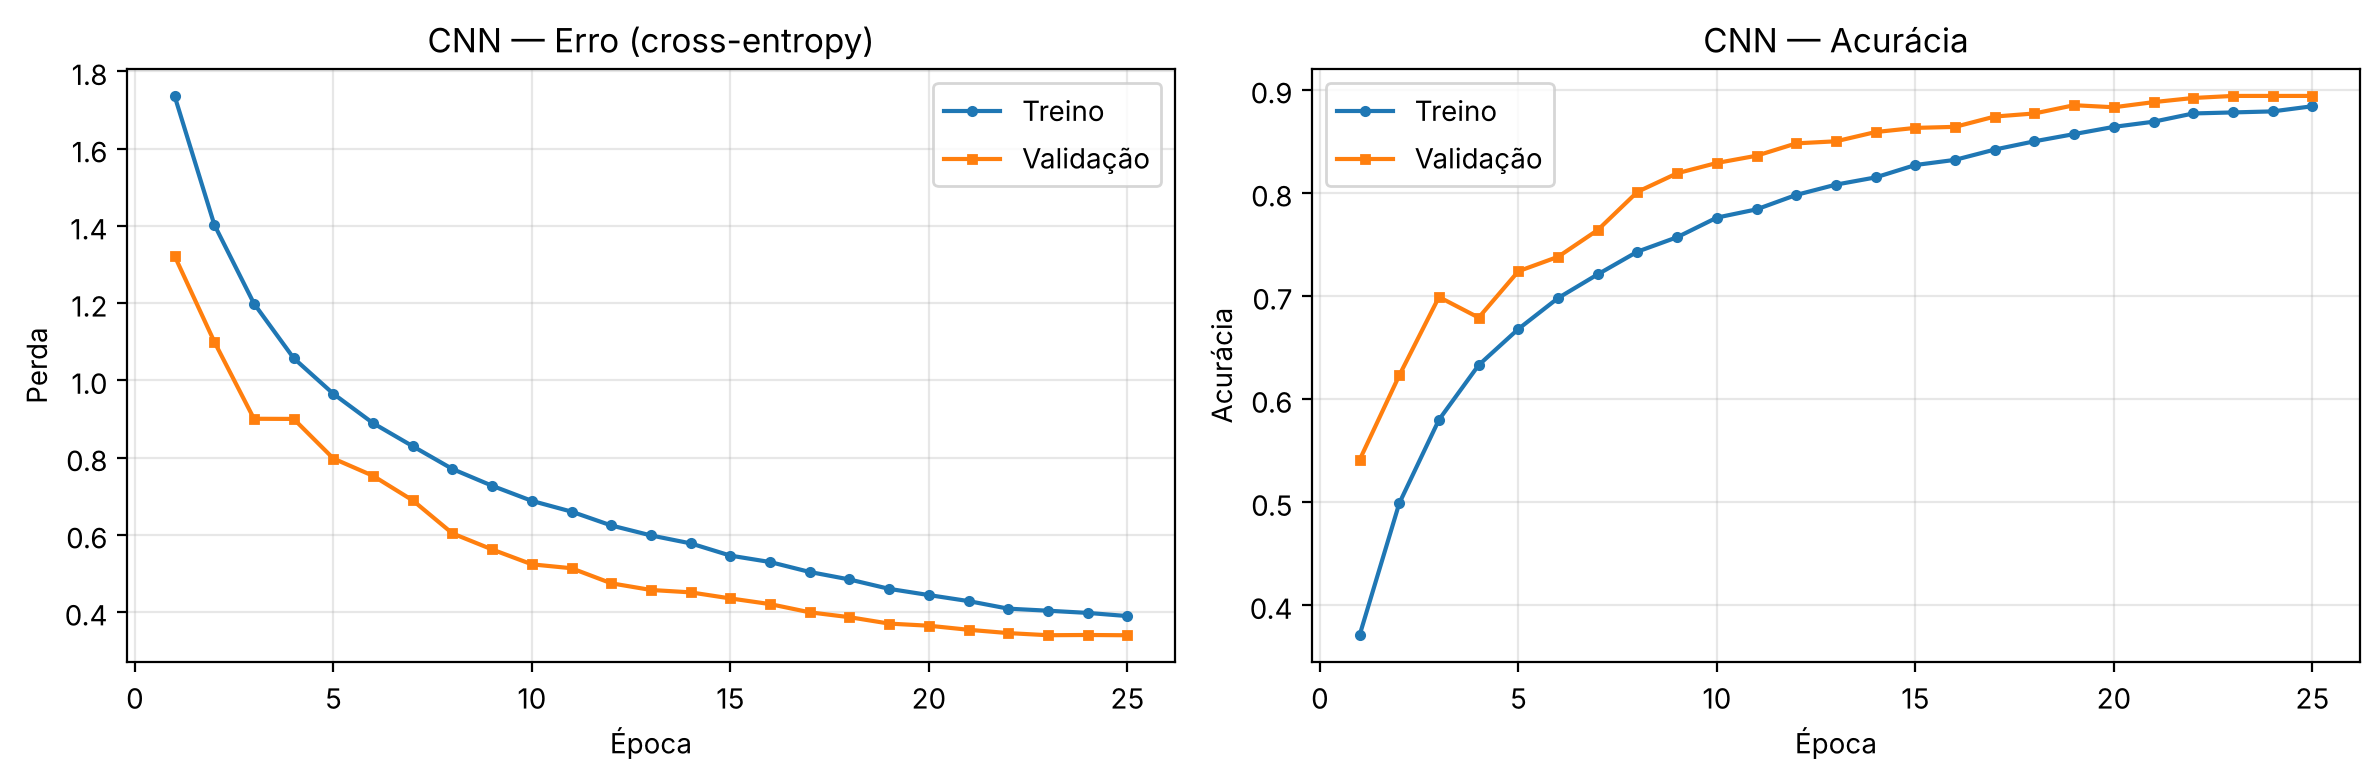 CNN — Erro (cross-entropy)
1.8
1.6
1.4
1.2
1.0
0.8
0.6
0.4
Perda
Treino
Validação
0
5
10
15
20
25
Época
CNN — Acurácia
0.9
0.8
0.7
0.6
0.5
0.4
Acurácia
Treino
Validação
0
5
10
15
20
25
Época